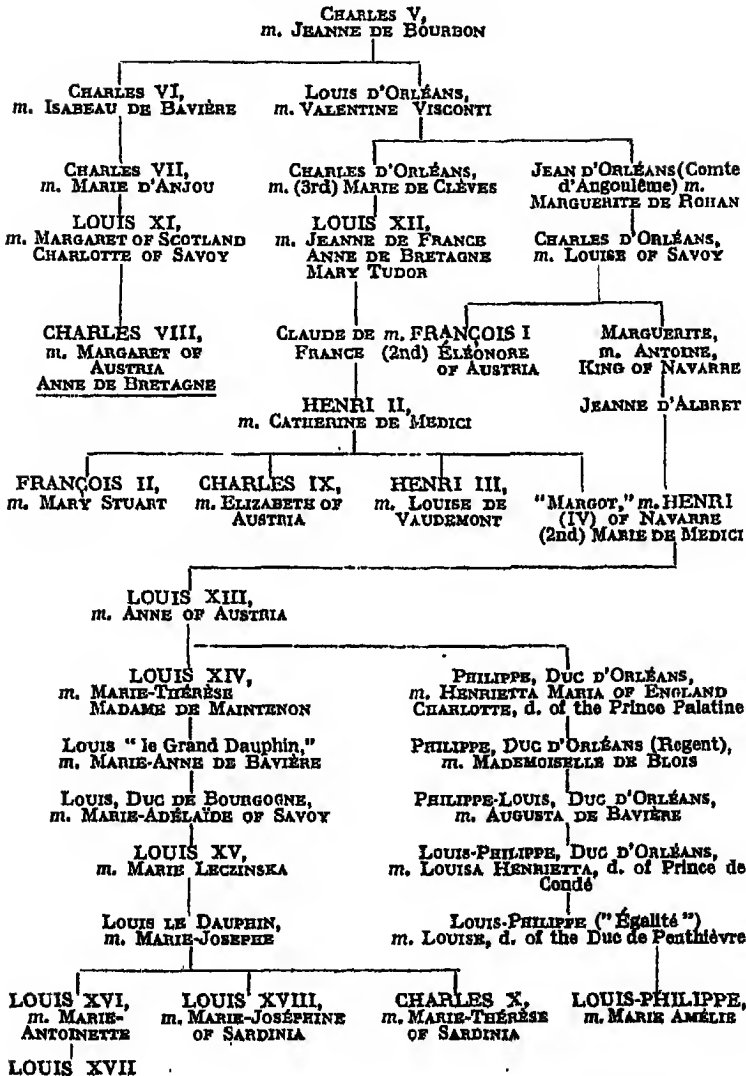 CHARLES V,
m. JEANNE DE BOURBON
CHARLES VI,
m. ISABEAU DE BAVIÈRE
LOUIS D'ORLÉANS,
m. VALENTINE VISCONTI
CHARLES VII,
m. MARIE D'ANJOU
CHARLES D'ORLÉANS,
m. (3rd) MARIE DE CLÈVES
JEAN D'ORLÉANS (Comte
d'Angoulême) m.
MARGUERITE DE ROHAN
LOUIS XI,
m. MARGARET OF SCOTLAND
CHARLOTTE OF SAVOY
LOUIS XII,
m. JEANNE DE FRANCE
ANNE DE BRETAGNE
MARY TUDOR
CHARLES D'ORLÉANS,
m. LOUISE OF SAVOY
CHARLES VIII,
m. MARGARET OF
AUSTRIA
ANNE DE BRETAGNE
CLAUDE DE m. FRANÇOIS I
FRANCE (2nd) ÉLÉONORE
OF AUSTRIA
MARGUERITE,
m. ANTOINE,
KING OF NAVARRE
HENRI II,
m. CATHERINE DE MEDICI
JEANNE D'ALBRET
FRANÇOIS II,
m. MARY STUART
CHARLES IX,
m. ELIZABETH OF
AUSTRIA
HENRI III,
m. LOUISE DE
VAUDEMONT
"MARGOT," m. HENRI
(IV) OF NAVARRE
(2nd) MARIE DE MEDICI
LOUIS XIII,
m. ANNE OF AUSTRIA
LOUIS XIV,
m. MARIE-THÉRÈSE
MADAME DE MAINTENON
PHILIPPE, DUC D'ORLÉANS,
m. HENRIETTA MARIA OF ENGLAND
CHARLOTTE, d. of the Prince Palatine
LOUIS "le Grand Dauphin,"
m. MARIE-ANNE DE BAVIÈRE
PHILIPPE, DUC D'ORLÉANS (Regent),
m. MADEMOISELLE DE BLOIS
LOUIS, DUC DE BOURGOGNE,
m. MARIE-ADÉLAÏDE OF SAVOY
PHILIPPE-LOUIS, DUC D'ORLÉANS,
m. AUGUSTA DE BAVIÈRE
LOUIS XV,
m. MARIE LECZINSKA
LOUIS-PHILIPPE, DUC D'ORLÉANS,
m. LOUISA HENRIETTA, d. of Prince de
Condé
LOUIS LE DAUPHIN,
m. MARIE-JOSEPHE
LOUIS-PHILIPPE ("Égalité")
m. LOUISE, d. of the Duc de Penthièvre
LOUIS XVI,
m. MARIE-
ANTOINETTE
LOUIS XVIII,
m. MARIE-JOSÉPHINE
OF SARDINIA
CHARLES X,
m. MARIE-THÉRÈSE
OF SARDINIA
LOUIS-PHILIPPE,
m. MARIE AMÉLIE
LOUIS XVII